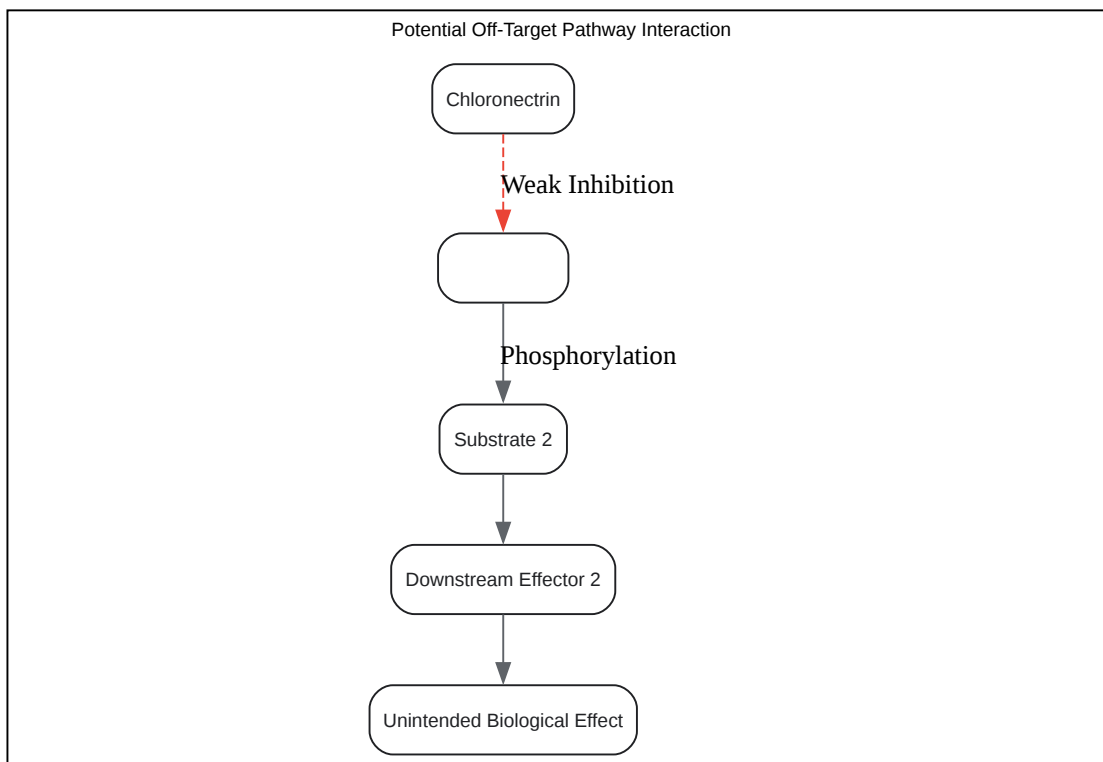 Potential Off-Target Pathway Interaction
Chloronectrin
Weak Inhibition
Phosphorylation
Substrate 2
Downstream Effector 2
Unintended Biological Effect